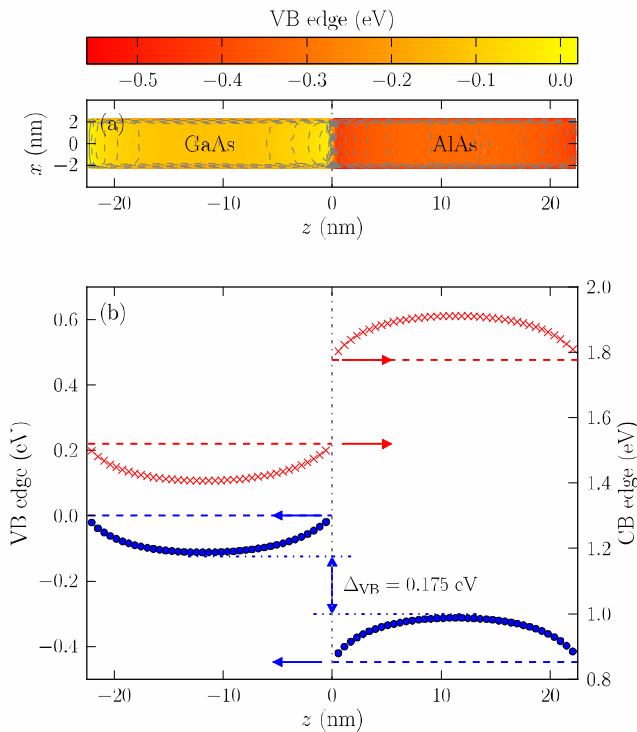 VB edge (eV)
−0.5 −0.4 −0.3 −0.2 −0.1 0.0
(a)
GaAs
AlAs
x (nm)
2
0
−2
−20 −10 0 10 20
z (nm)
(b)
VB edge (eV)
0.6
0.4
0.2
0.0
−0.2
−0.4
2.0
1.8
1.6
1.4
1.2
1.0
0.8
CB edge (eV)
Δ_VB = 0.175 eV
−20 −10 0 10 20
z (nm)